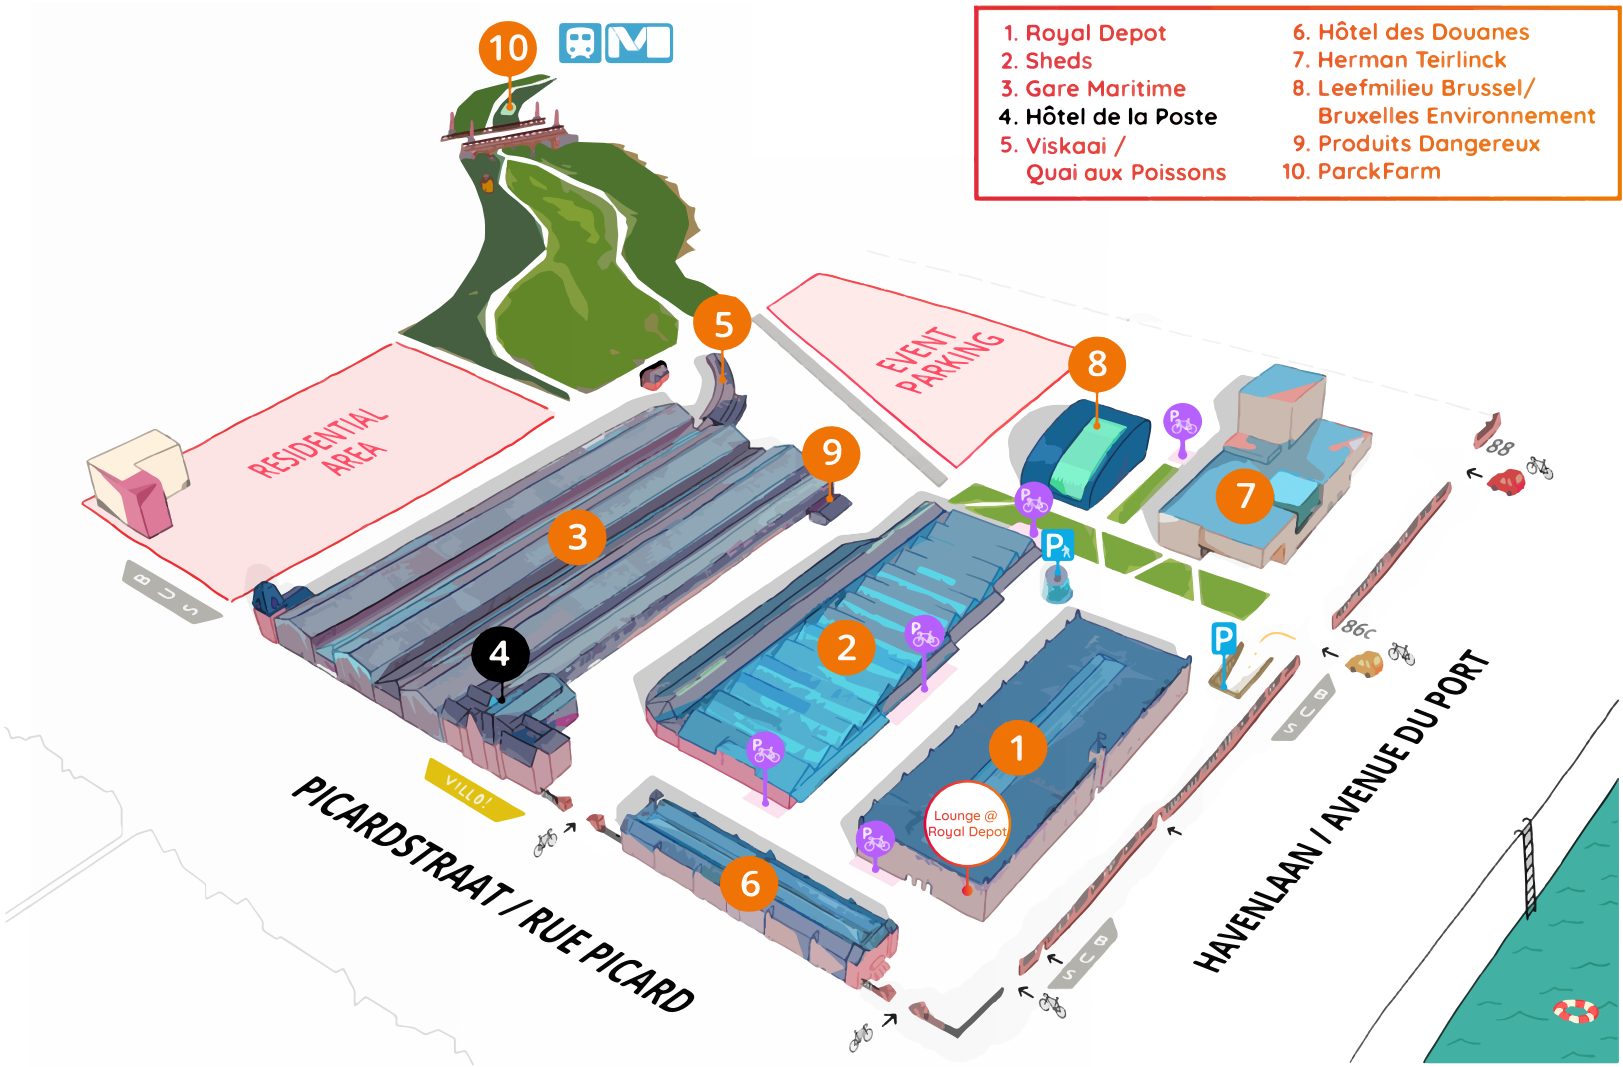 1. Royal Depot
2. Sheds
3. Gare Maritime
4. Hôtel de la Poste
5. Viskaai /
Quai aux Poissons
6. Hôtel des Douanes
7. Herman Teirlinck
8. Leefmilieu Brussel/
Bruxelles Environnement
9. Produits Dangereux
10. ParckFarm
10
M
5
EVENT
PARKING
8
P
RESIDENTIAL
AREA
9
88
7
3
P
P
BUS
86c
4
2
P
P
BUS
1
P
VILLO!
Lounge @
Royal Depot
P
6
PICARDSTRAAT / RUE PICARD
HAVENLAAN / AVENUE DU PORT
BUS